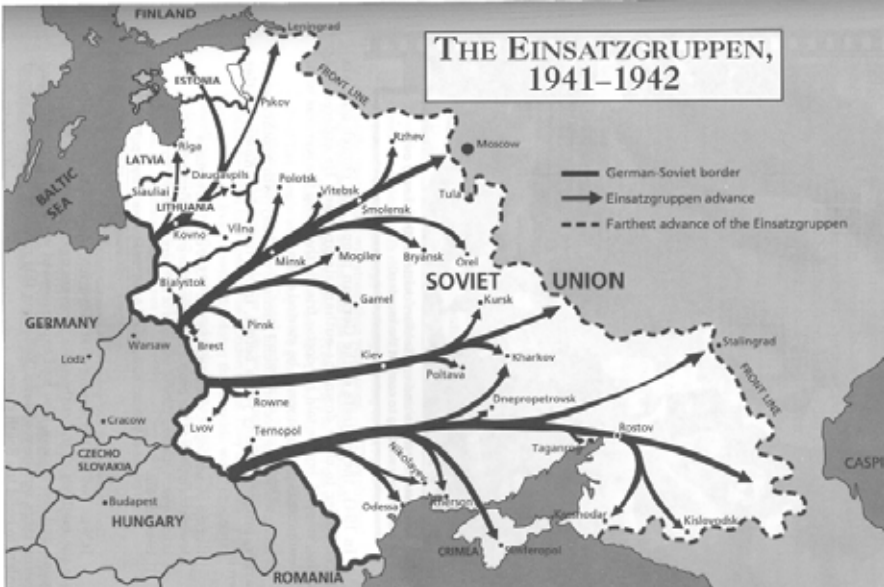 FINLAND
Leningrad
THE EINSATZGRUPPEN,
1941–1942
ESTONIA
FRONT LINE
Pskov
Riga
Rzhev
Moscow
LATVIA
Daugavpils
Polotsk
German-Soviet border
BALTIC
SEA
Siauliai
Vitebsk
Tula
Einsatzgruppen advance
LITHUANIA
Smolensk
Farthest advance of the Einsatzgruppen
Kovno
Vilna
Mogilev
Bryansk
Orel
Minsk
Bialystok
SOVIET UNION
Gamel
Kursk
GERMANY
Pinsk
Warsaw
Brest
Stalingrad
Lodz
Kiev
Kharkov
Poltava
FRONT LINE
Rowne
Dnepropetrovsk
Cracow
Lvov
Ternopol
Rostov
Taganrog
CZECHO
SLOVAKIA
Nikolayev
CASPI
Budapest
Odessa
Kherson
HUNGARY
Kislovodsk
CRIMEA
Simferopol
ROMANIA